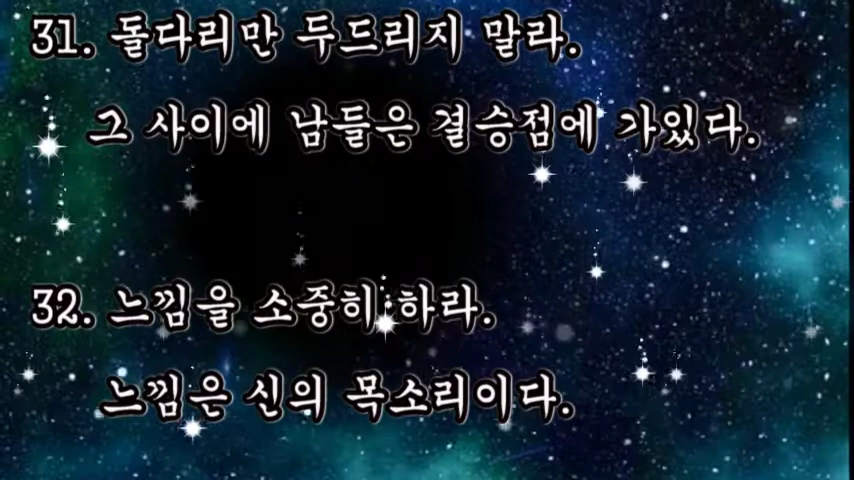 31. 돌다리만 두드리지 말라.
그 사이에 남들은 결승점에 가있다.
32. 느낌을 소중히 하라.
느낌은 신의 목소리이다.